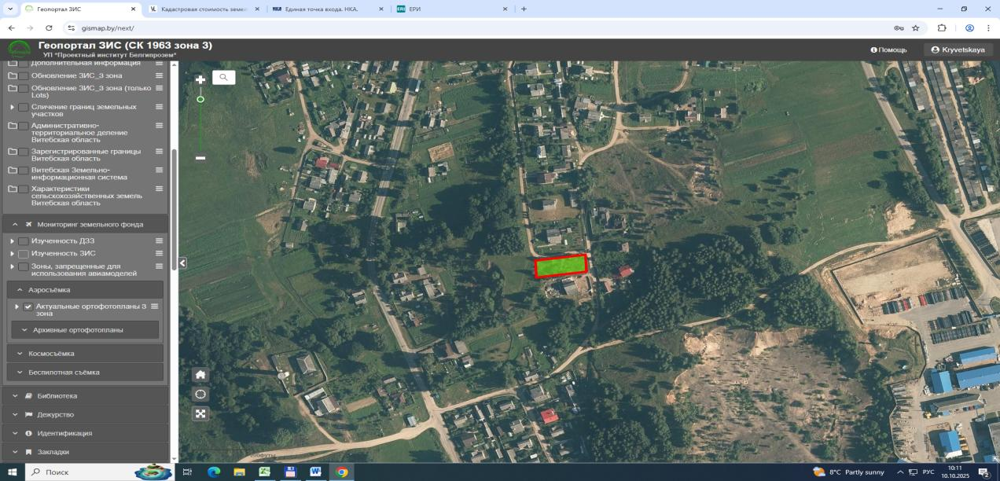 Геопортал ЗИС
Кадастровая стоимость земел
НКА
Единая точка входа. НКА.
ЕРИ
gismap.by/next/
Геопортал ЗИС (СК 1963 зона 3)
УП "Проектный институт Белгипрозем"
Помощь
Kryvetskaya
Дополнительная информация
Обновление ЗИС_3 зона
Обновление ЗИС_3 зона (только
Lots)
Сличение границ земельных
участков
Административно-
территориальное деление
Витебская область
Зарегистрированные границы
Витебская область
Витебская Земельно-
информационная система
Характеристики
сельскохозяйственных земель
Витебская область
Мониторинг земельного фонда
Изученность ДЗЗ
Изученность ЗИС
Зоны, запрещенные для
использования авиамоделей
Аэросъёмка
Актуальные ортофотопланы 3
зона
Архивные ортофотопланы
Космосъёмка
Беспилотная съёмка
Библиотека
Дежурство
Идентификация
Закладки
Поиск
8°C Partly sunny
РУС
10:11
10.10.2025
2